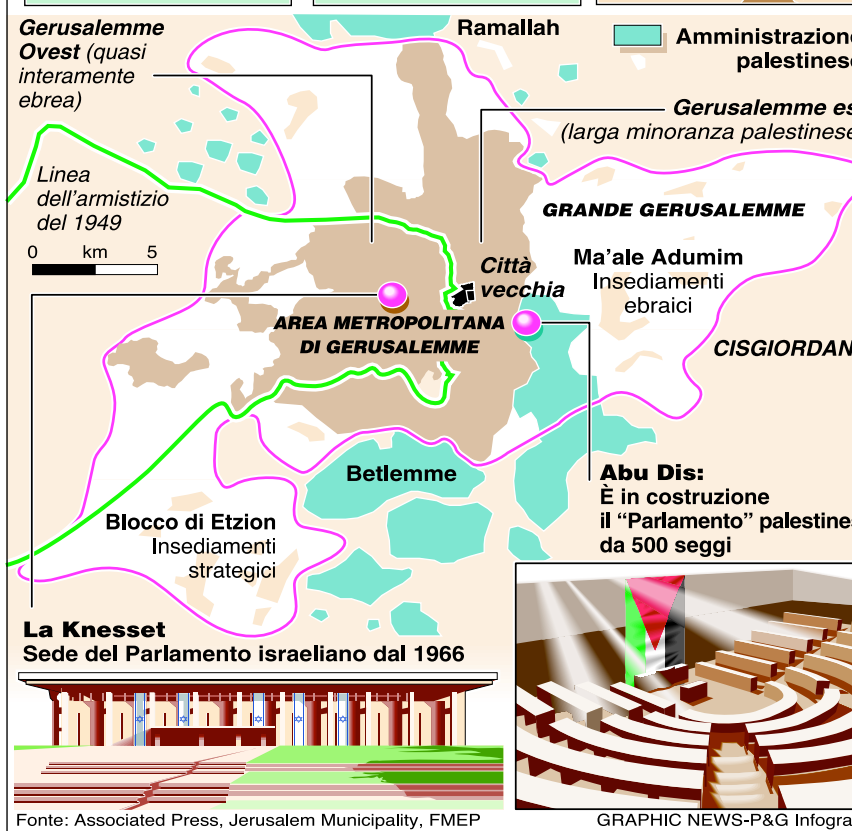 Gerusalemme
Ovest (quasi
interamente
ebrea)
Ramallah
Amministrazione
palestinese
Gerusalemme es
(larga minoranza palestinese
Linea
dell'armistizio
del 1949
0 km 5
GRANDE GERUSALEMME
Ma'ale Adumim
Insediamenti
ebraici
Città
vecchia
AREA METROPOLITANA
DI GERUSALEMME
CISGIORDAN
Betlemme
Abu Dis:
È in costruzione
il “Parlamento” palestines
da 500 seggi
Blocco di Etzion
Insediamenti
strategici
La Knesset
Sede del Parlamento israeliano dal 1966
Fonte: Associated Press, Jerusalem Municipality, FMEP
GRAPHIC NEWS-P&G Infogra